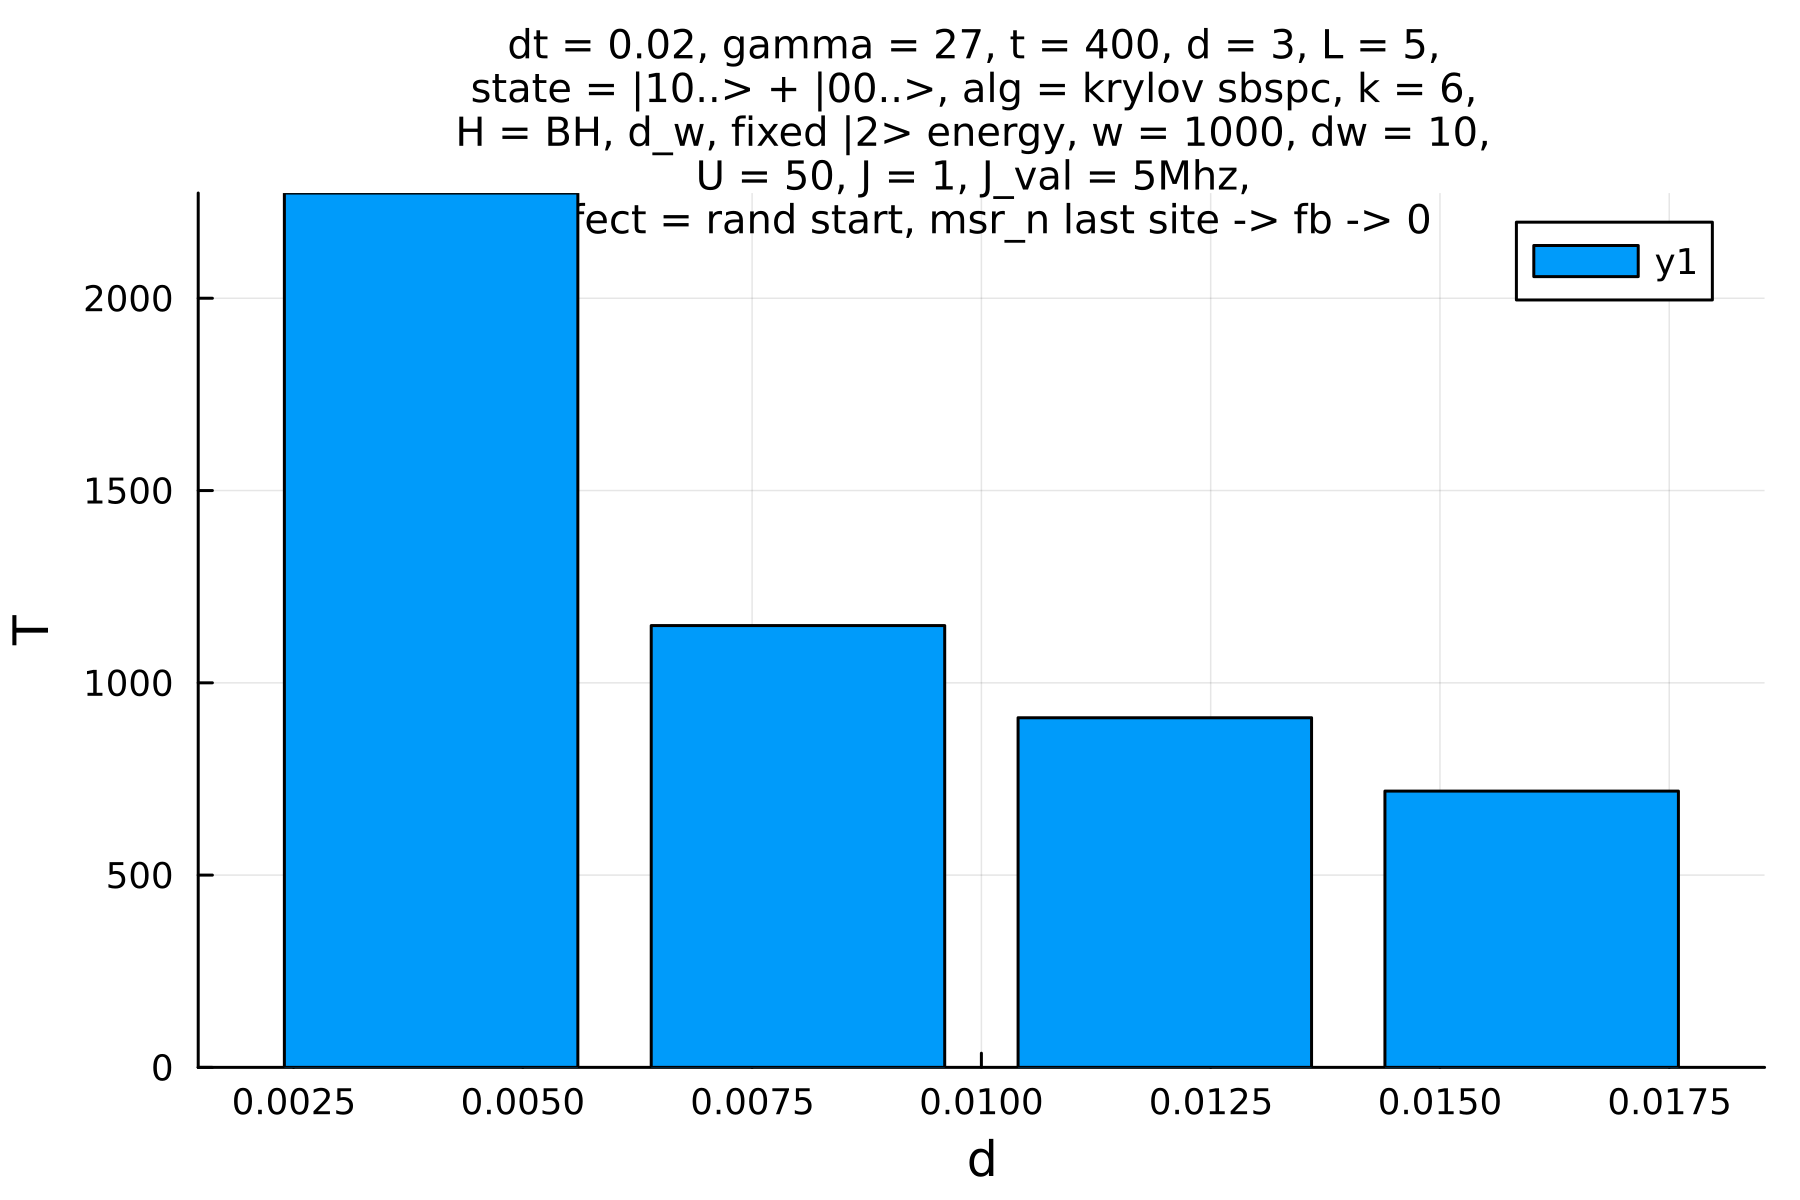 dt = 0.02, gamma = 27, t = 400, d = 3, L = 5,
state = |10..> + |00..>, alg = krylov sbspc, k = 6,
H = BH, d_w, fixed |2> energy, w = 1000, dw = 10,
U = 50, J = 1, J_val = 5Mhz,
fect = rand start, msr_n last site -> fb -> 0
y1
2000
1500
1000
500
0
T
0.0025 0.0050 0.0075 0.0100 0.0125 0.0150 0.0175
d